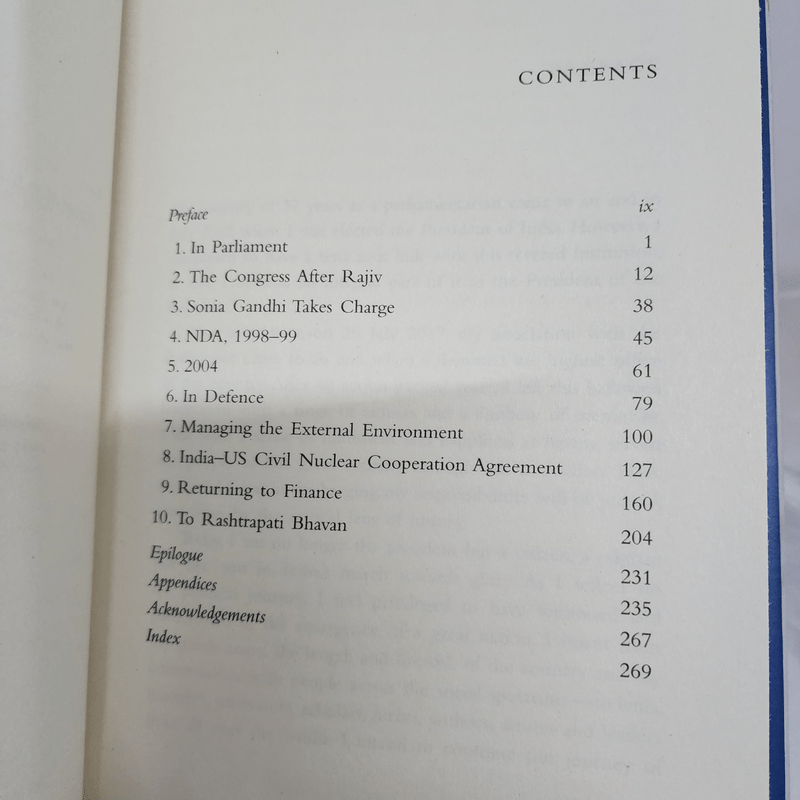 CONTENTS
Preface ix
1. In Parliament 1
2. The Congress After Rajiv 12
3. Sonia Gandhi Takes Charge 38
4. NDA, 1998–99 45
5. 2004 61
6. In Defence 79
7. Managing the External Environment 100
8. India–US Civil Nuclear Cooperation Agreement 127
9. Returning to Finance 160
10. To Rashtrapati Bhavan 204
Epilogue 231
Appendices 235
Acknowledgements 267
Index 269